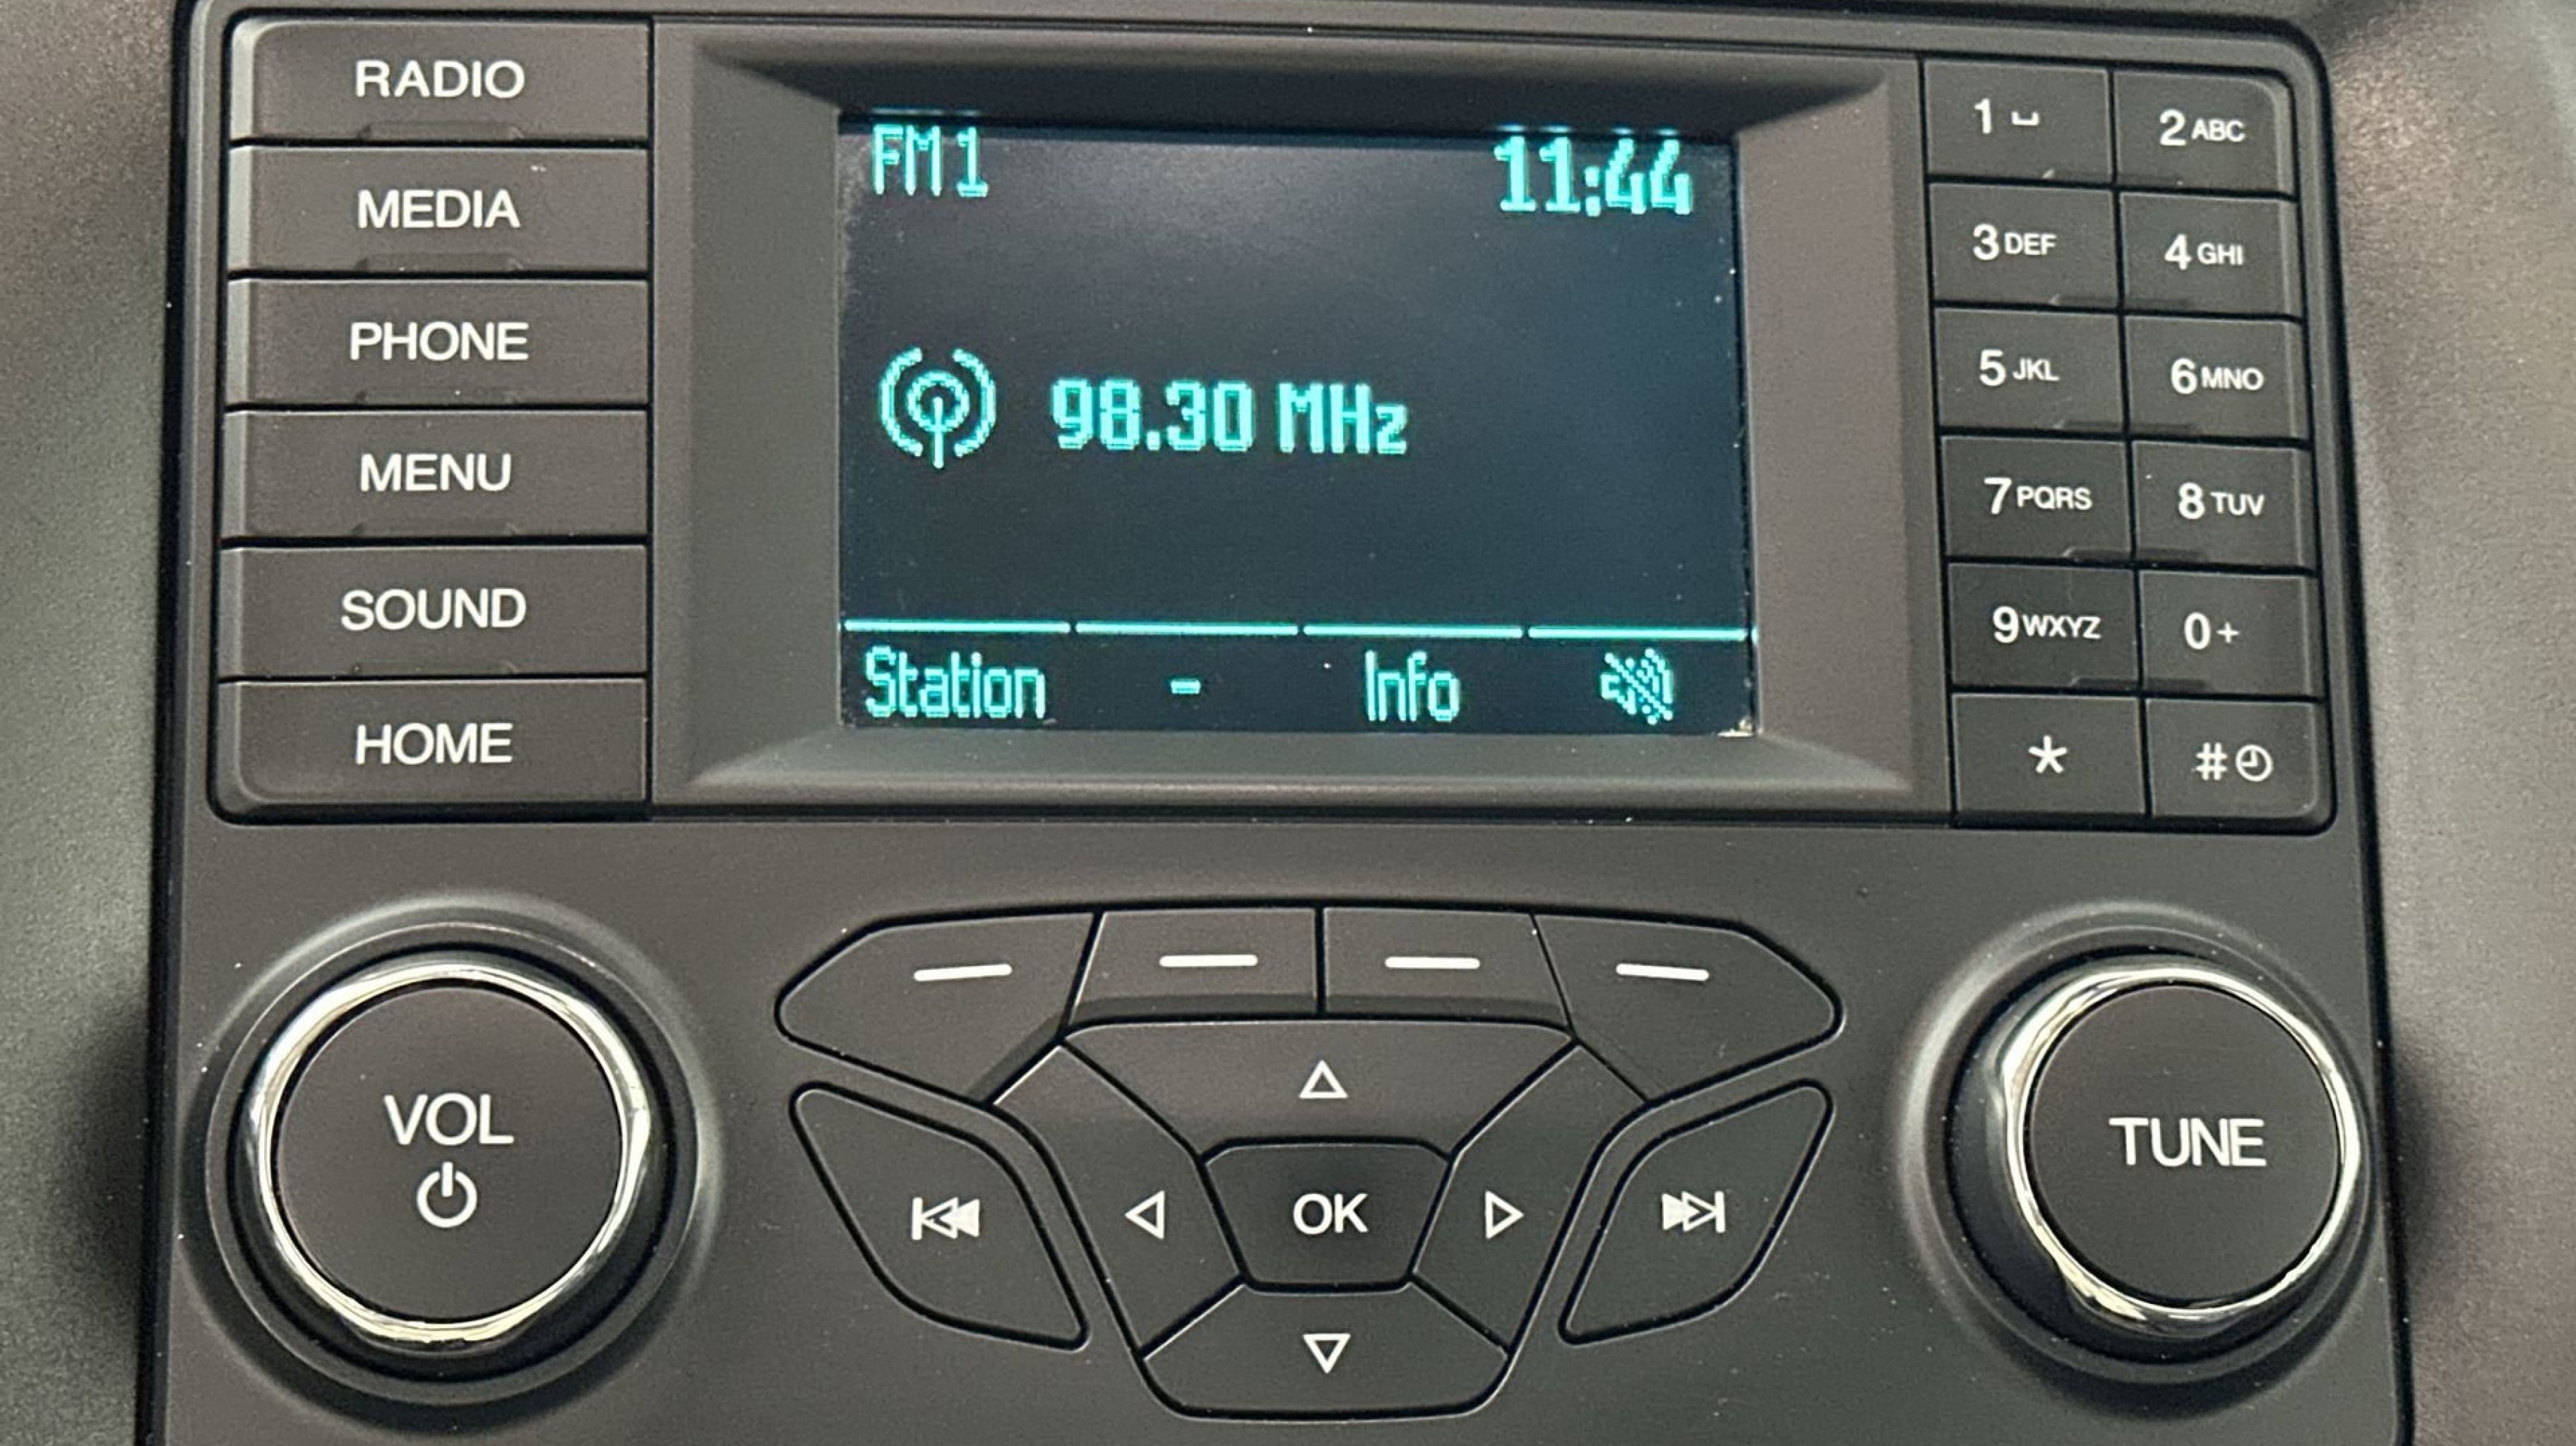 RADIO
MEDIA
PHONE
MENU
SOUND
HOME
FM1 11:44
98.30 MHz
Station - Info
1 ⎵ 2 ABC
3 DEF 4 GHI
5 JKL 6 MNO
7 PQRS 8 TUV
9 WXYZ 0 +
* #
VOL
OK
TUNE